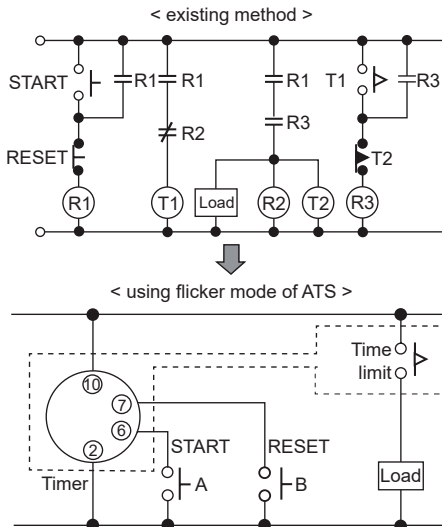 < existing method >
START
R1
R1
R1
T1
R3
R2
R3
RESET
T2
R1
T1
Load
R2
T2
R3
< using flicker mode of ATS >
Time
limit
10
7
6
2
START
RESET
Timer
A
B
Load